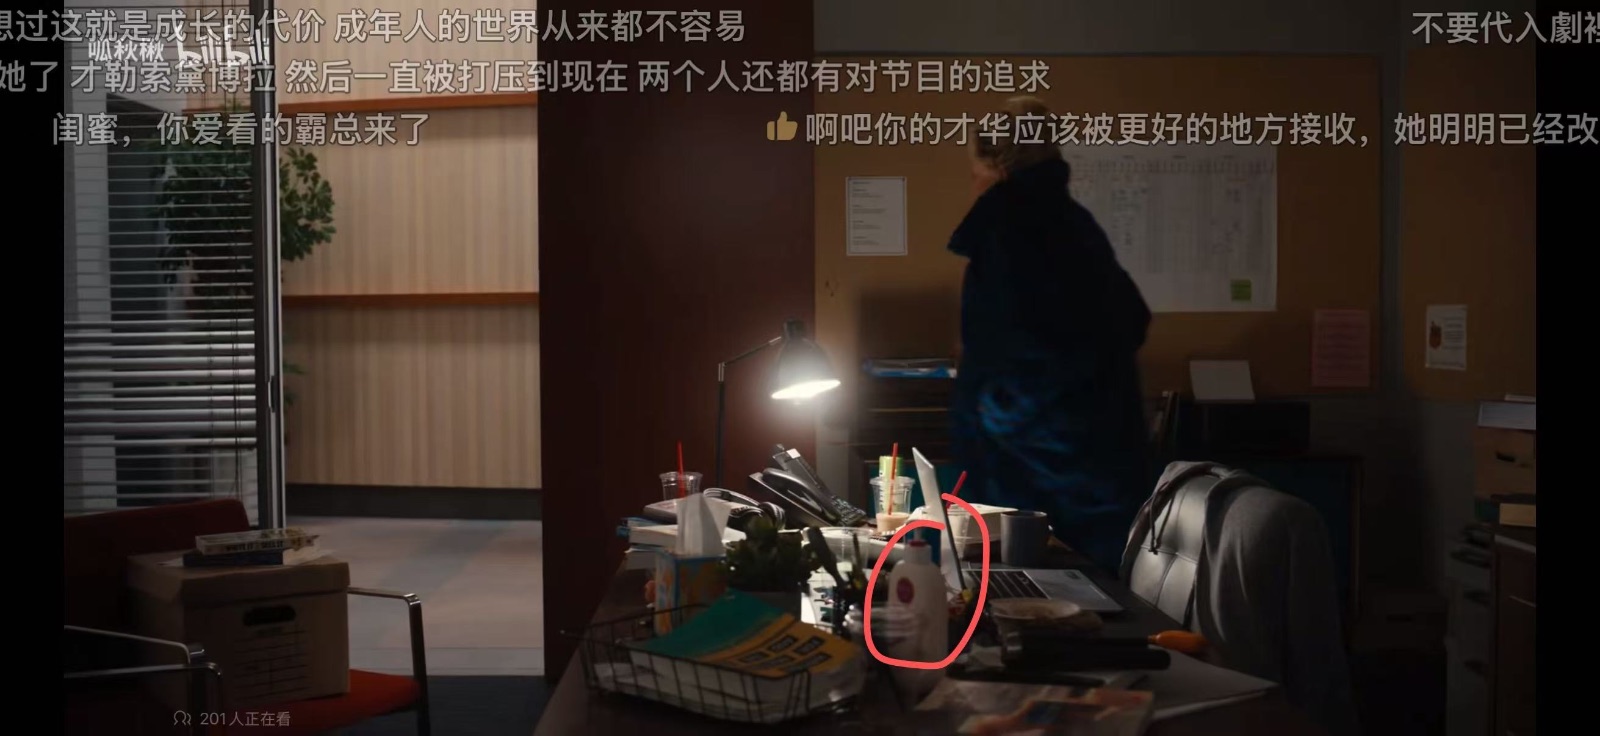 想过这就是成长的代价 成年人的世界从来都不容易
不要代入劇裡
呱秋楸 bilibili
她了 才勒索黛博拉 然后一直被打压到现在 两个人还都有对节目的追求
闺蜜，你爱看的霸总来了
啊吧你的才华应该被更好的地方接收，她明明已经改
201人正在看